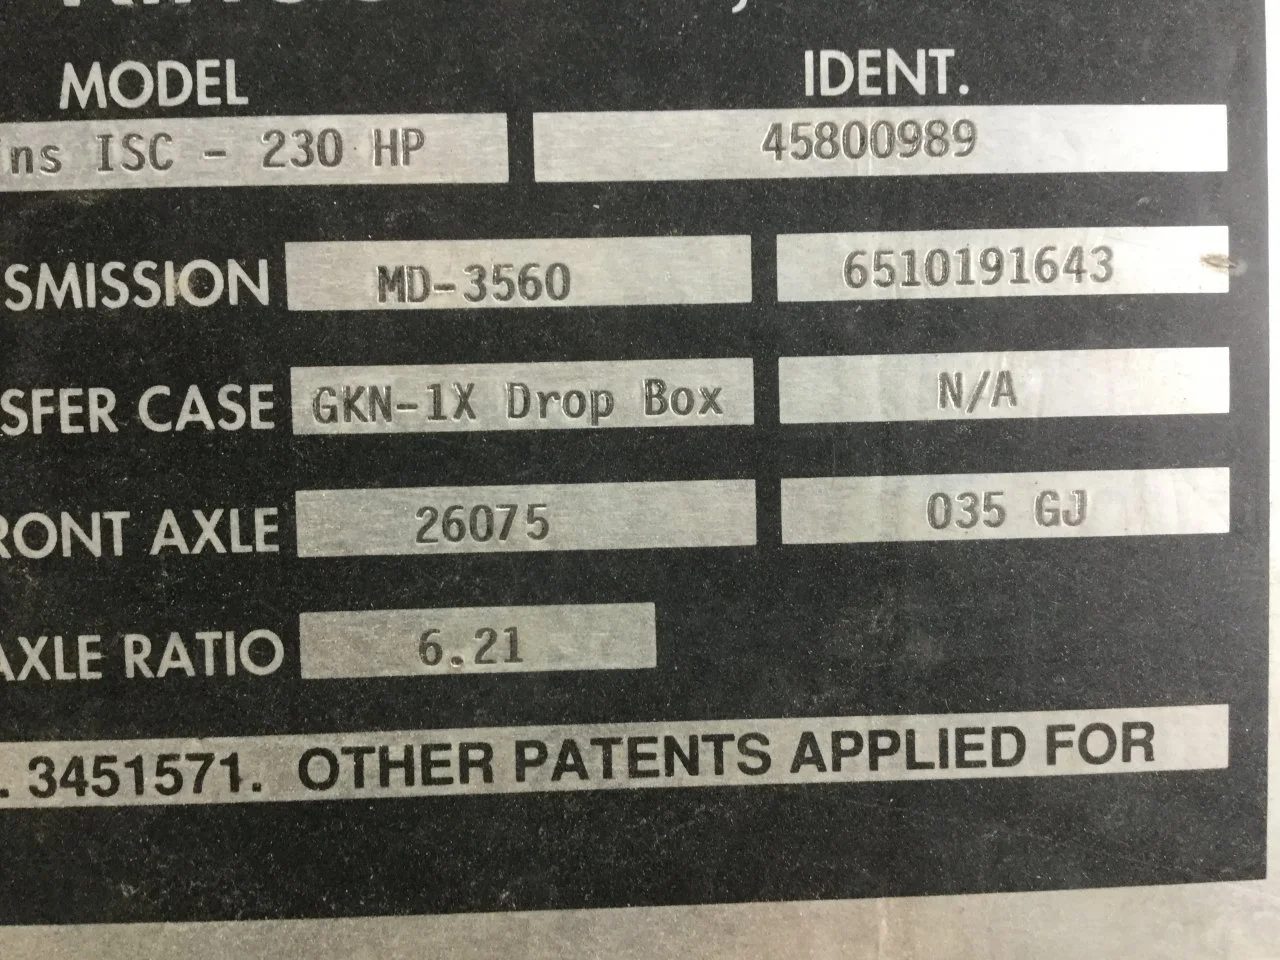 MODEL IDENT.
ns ISC - 230 HP 45800989
SMISSION MD-3560 6510191643
SFER CASE GKN-1X Drop Box N/A
RONT AXLE 26075 035 GJ
AXLE RATIO 6.21
. 3451571. OTHER PATENTS APPLIED FOR